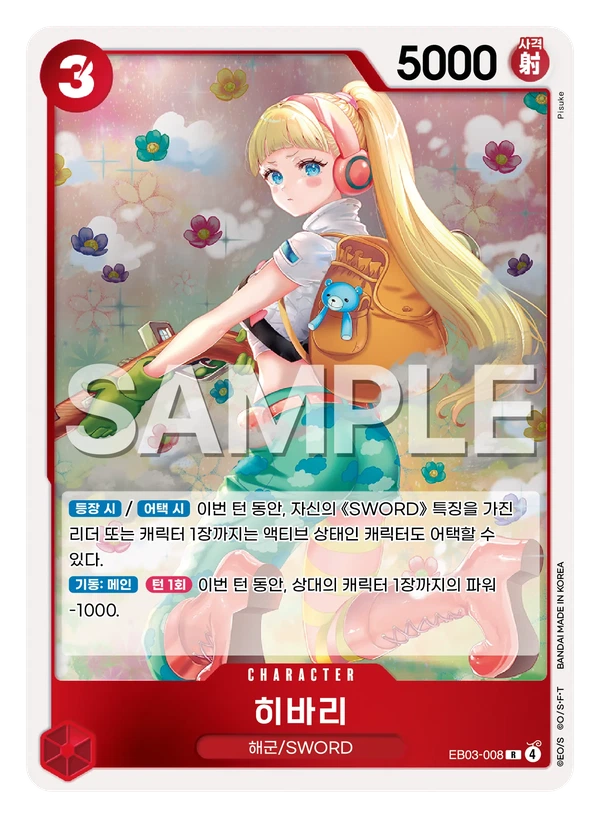 3
5000
사격
射
Pisuke
SAMPLE
등장 시 / 어택 시 이번 턴 동안, 자신의 《SWORD》 특징을 가진
리더 또는 캐릭터 1장까지는 액티브 상태인 캐릭터도 어택할 수
있다.
기동: 메인 턴 1회 이번 턴 동안, 상대의 캐릭터 1장까지의 파워
-1000.
CHARACTER
히바리
해군/SWORD
EB03-008 R 4
©EO/S ©O/S・F・T BANDAI MADE IN KOREA